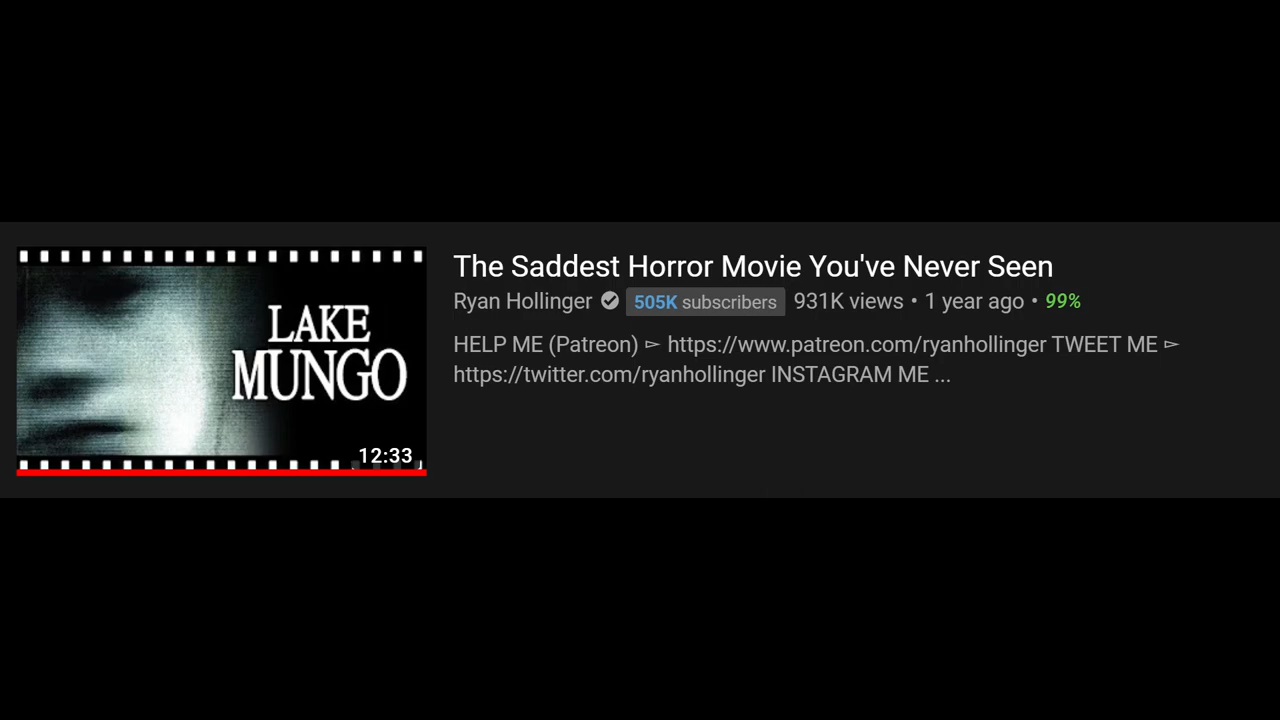 LAKE
MUNGO
12:33
The Saddest Horror Movie You've Never Seen
Ryan Hollinger 505K subscribers 931K views • 1 year ago • 99%
HELP ME (Patreon) ► https://www.patreon.com/ryanhollinger TWEET ME ►
https://twitter.com/ryanhollinger INSTAGRAM ME ...